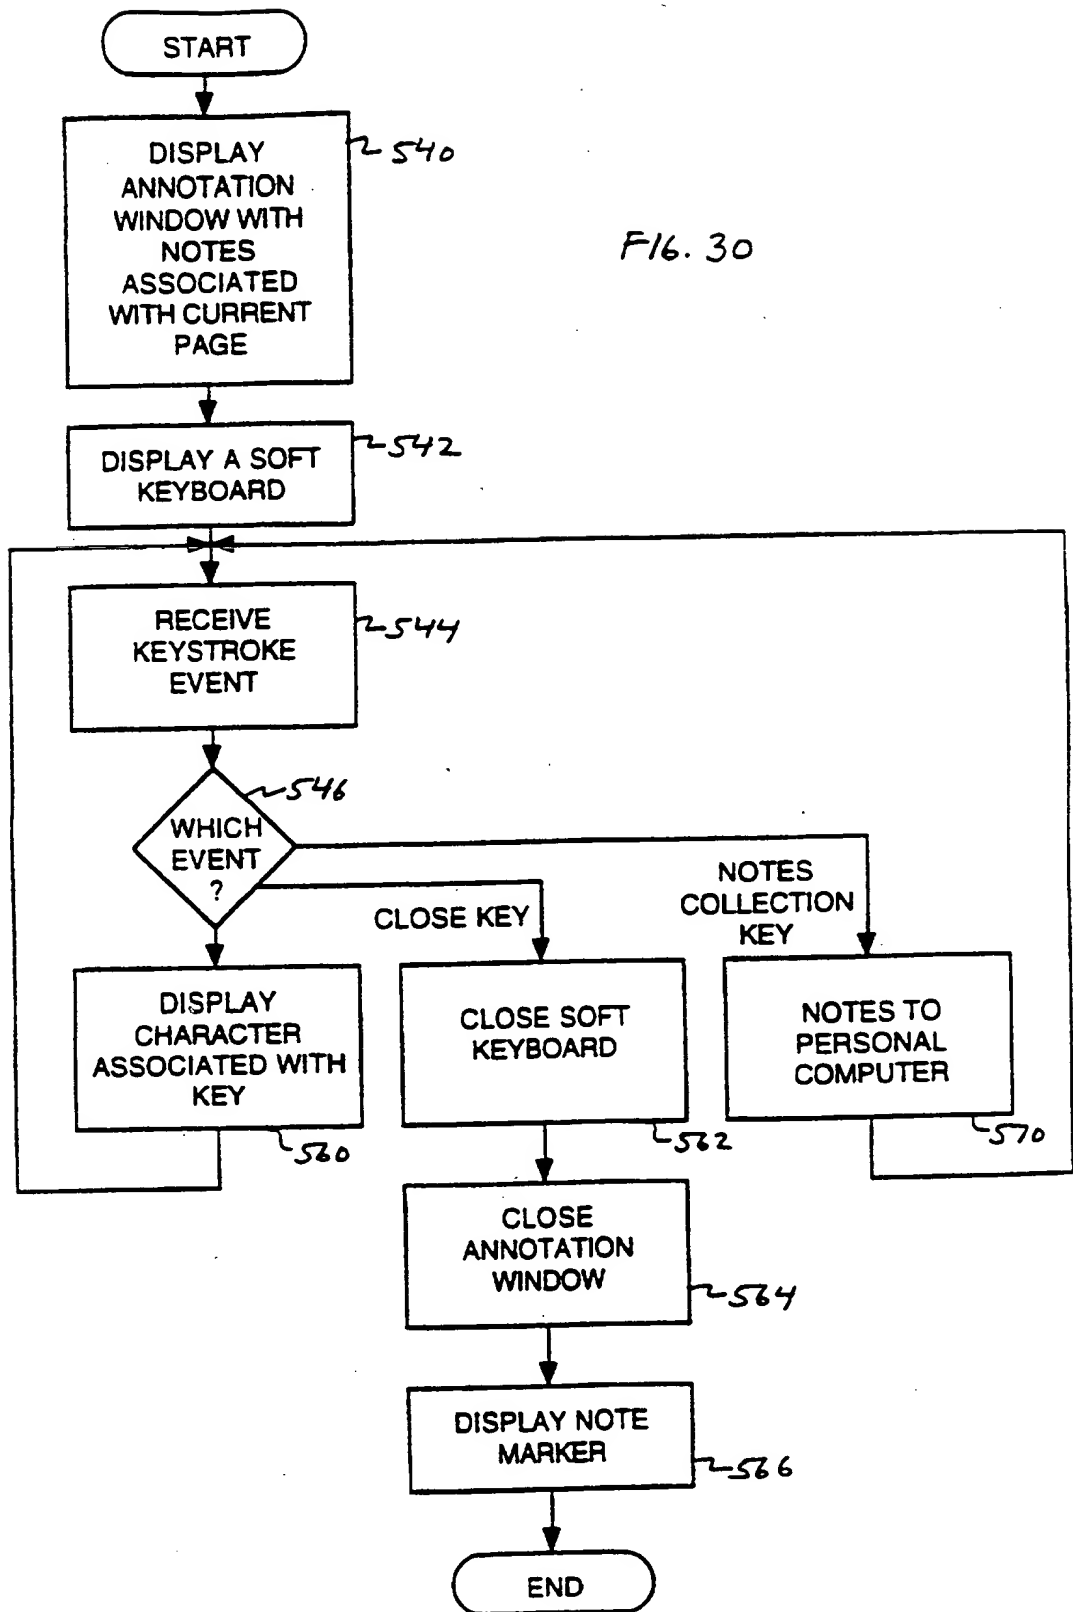 START
DISPLAY
ANNOTATION
WINDOW WITH
NOTES
ASSOCIATED
WITH CURRENT
PAGE
540
FIG. 30
DISPLAY A SOFT
KEYBOARD
542
RECEIVE
KEYSTROKE
EVENT
544
WHICH
EVENT
?
546
CLOSE KEY
NOTES
COLLECTION
KEY
DISPLAY
CHARACTER
ASSOCIATED WITH
KEY
560
CLOSE SOFT
KEYBOARD
562
NOTES TO
PERSONAL
COMPUTER
570
CLOSE
ANNOTATION
WINDOW
564
DISPLAY NOTE
MARKER
566
END